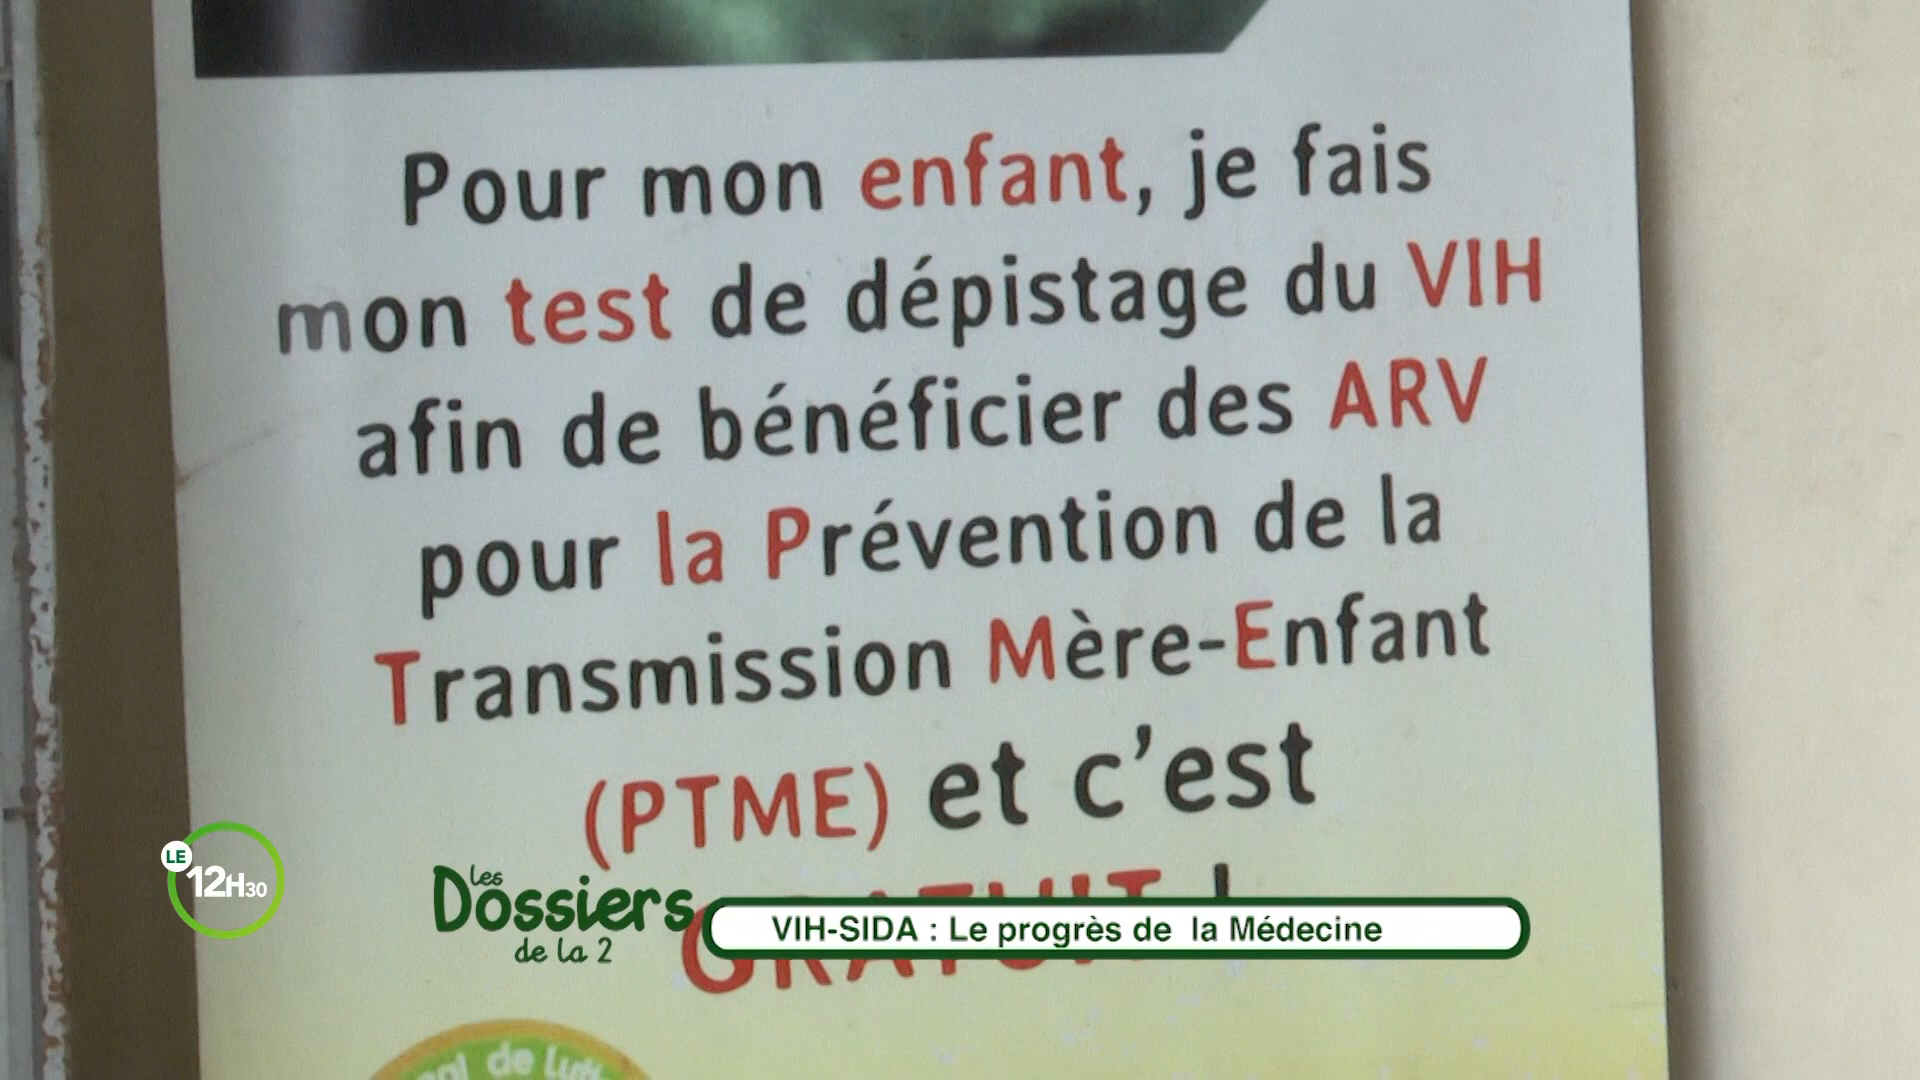 Pour mon enfant, je fais
mon test de dépistage du VIH
afin de bénéficier des ARV
pour la Prévention de la
Transmission Mère-Enfant
(PTME) et c'est
GRATUIT !
LE
12H30
Les
Dossiers
de la 2
VIH-SIDA : Le progrès de la Médecine
de